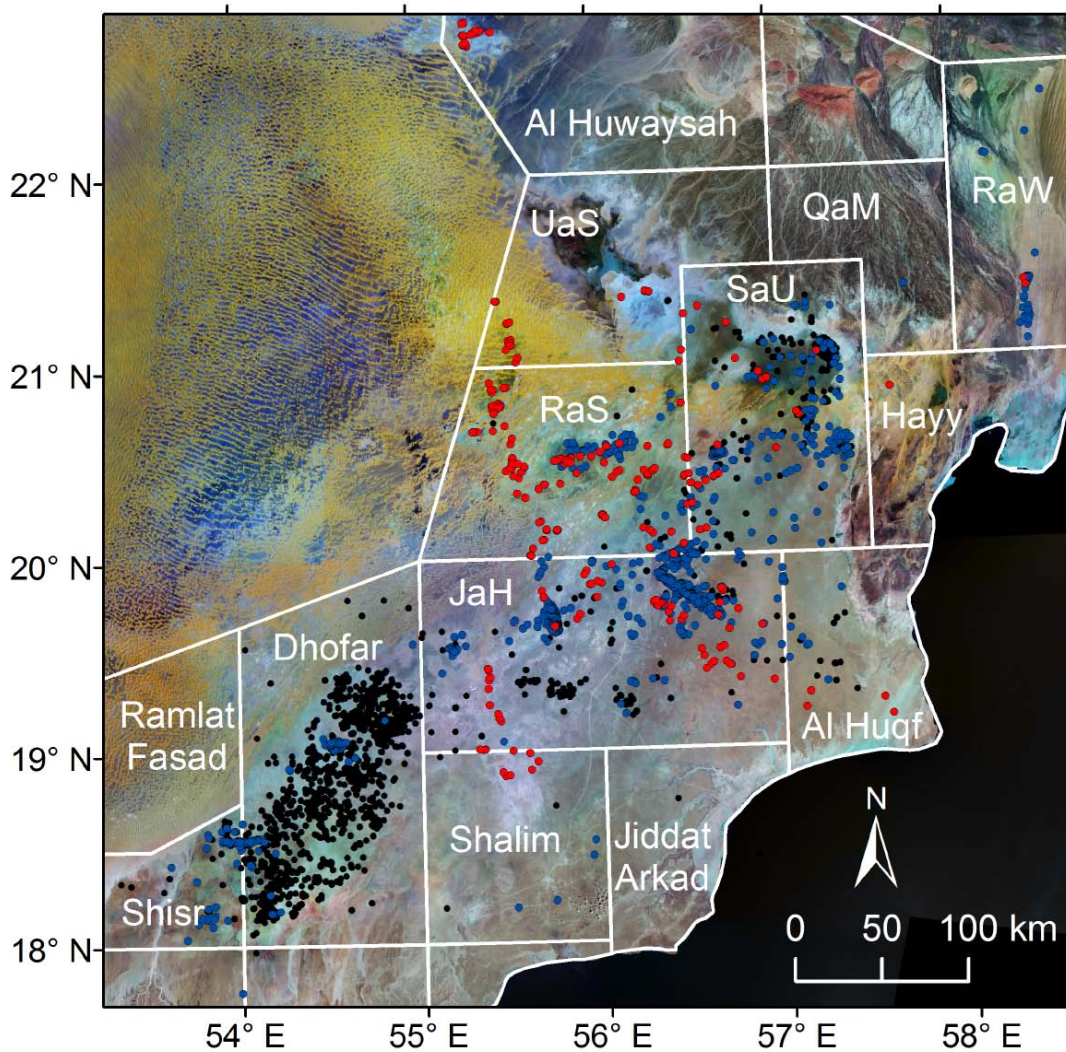 Al Huwaysah
22° N
QaM
RaW
UaS
SaU
21° N
RaS
Hayy
20° N
JaH
Dhofar
Ramlat
Fasad
19° N
Al Huqf
N
Shalim
Jiddat
Arkad
Shisr
0 50 100 km
18° N
54° E 55° E 56° E 57° E 58° E